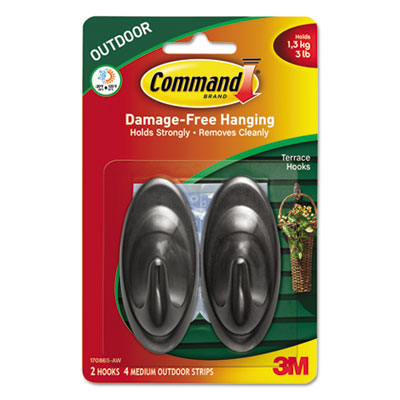 OUTDOOR
Holds
1,3 kg
3 lb
Command
BRAND
Damage-Free Hanging
Holds Strongly • Removes Cleanly
Terrace
Hooks
17086S-AW
2 HOOKS 4 MEDIUM OUTDOOR STRIPS
3M